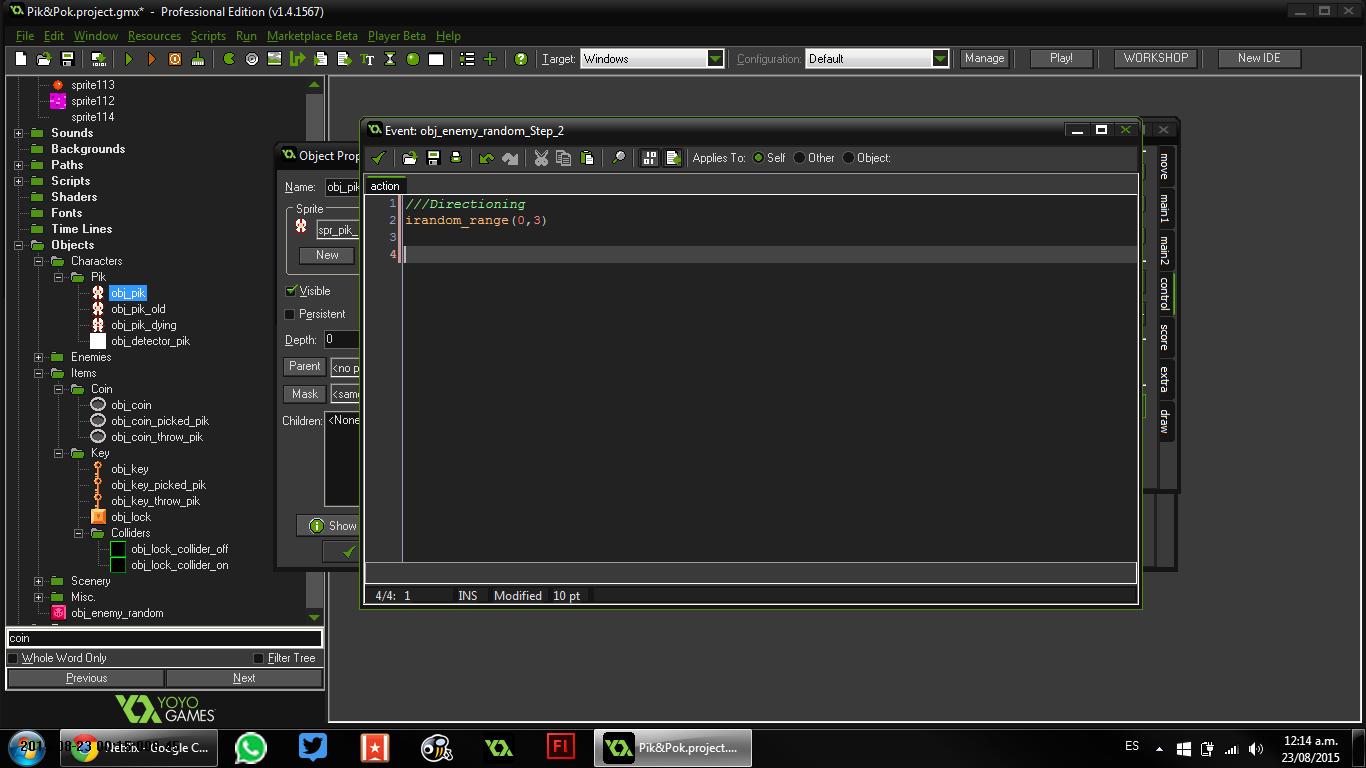 Pik&Pok.project.gmx* - Professional Edition (v1.4.1567)
File Edit Window Resources Scripts Run Marketplace Beta Player Beta Help
Target: Windows Configuration: Default Manage Play! WORKSHOP New IDE
sprite113
sprite112
sprite114
Sounds
Backgrounds
Paths
Scripts
Shaders
Fonts
Time Lines
Objects
Characters
Pik
obj_pik
obj_pik_old
obj_pik_dying
obj_detector_pik
Enemies
Items
Coin
obj_coin
obj_coin_picked_pik
obj_coin_throw_pik
Key
obj_key
obj_key_picked_pik
obj_key_throw_pik
obj_lock
Colliders
obj_lock_collider_off
obj_lock_collider_on
Scenery
Misc.
obj_enemy_random
coin
Whole Word Only Filter Tree
Previous Next
YOYO
GAMES
Object Prop
Name: obj_pik
Sprite
spr_pik_
New
Visible
Persistent
Depth: 0
Parent <no p
Mask <same
Children: <None
Show
Event: obj_enemy_random_Step_2
Applies To: Self Other Object:
action
1 ///Directioning
2 irandom_range(0,3)
3
4
4/4: 1 INS Modified 10 pt
move
main1
main2
control
score
extra
draw
Google C...
Fl
Pik&Pok.project....
ES
12:14 a.m.
23/08/2015